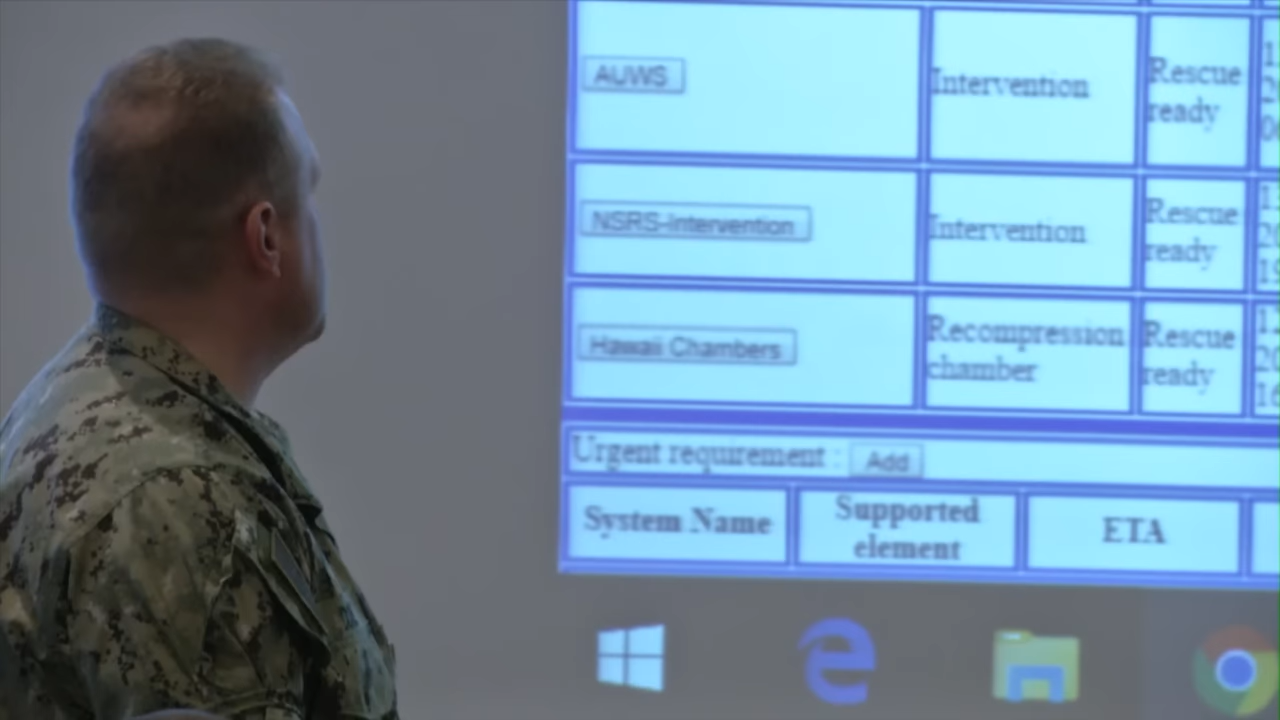 AUWS
Intervention
Rescue
ready
NSRS-Intervention
Intervention
Rescue
ready
Hawaii Chambers
Recompression
chamber
Rescue
ready
Urgent requirement : Add
System Name
Supported
element
ETA